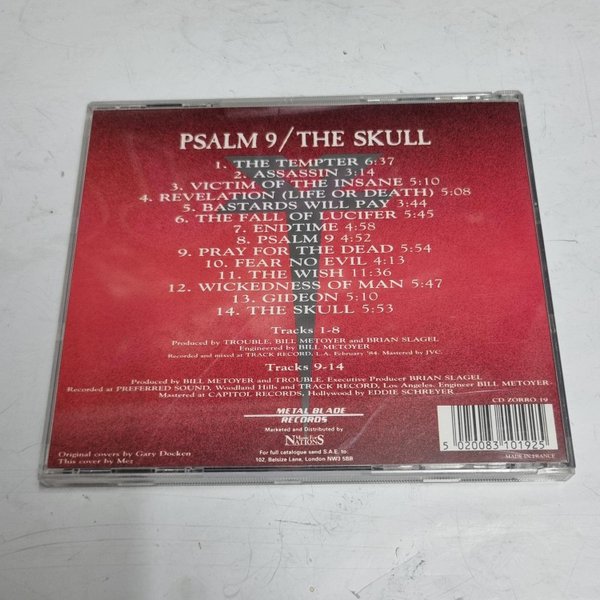 PSALM 9/THE SKULL
1. THE TEMPTER 6:37
2. ASSASSIN 3:14
3. VICTIM OF THE INSANE 5:10
4. REVELATION (LIFE OR DEATH) 5:08
5. BASTARDS WILL PAY 3:44
6. THE FALL OF LUCIFER 5:45
7. ENDTIME 4:58
8. PSALM 9 4:52
9. PRAY FOR THE DEAD 5:54
10. FEAR NO EVIL 4:13
11. THE WISH 11:36
12. WICKEDNESS OF MAN 5:47
13. GIDEON 5:10
14. THE SKULL 5:53
Tracks 1-8
Produced by TROUBLE, BILL METOYER and BRIAN SLAGEL
Engineered by BILL METOYER
Recorded and mixed at TRACK RECORD, L.A. February '84. Mastered by JVC.
Tracks 9-14
Produced by BILL METOYER and TROUBLE. Executive Producer BRIAN SLAGEL
Recorded at PREFERRED SOUND, Woodland Hills and TRACK RECORD, Los Angeles. Engineer BILL METOYER
Mastered at CAPITOL RECORDS, Hollywood by EDDIE SCHREYER
METAL BLADE
RECORDS
Marketed and Distributed by
Music for
NATIONS
For full catalogue send S.A.E. to:
102, Belsize Lane, London NW3 5BB
Original covers by Gary Docken
This cover by Mez
CD ZORRO 19
5 020083 101925
MADE IN FRANCE